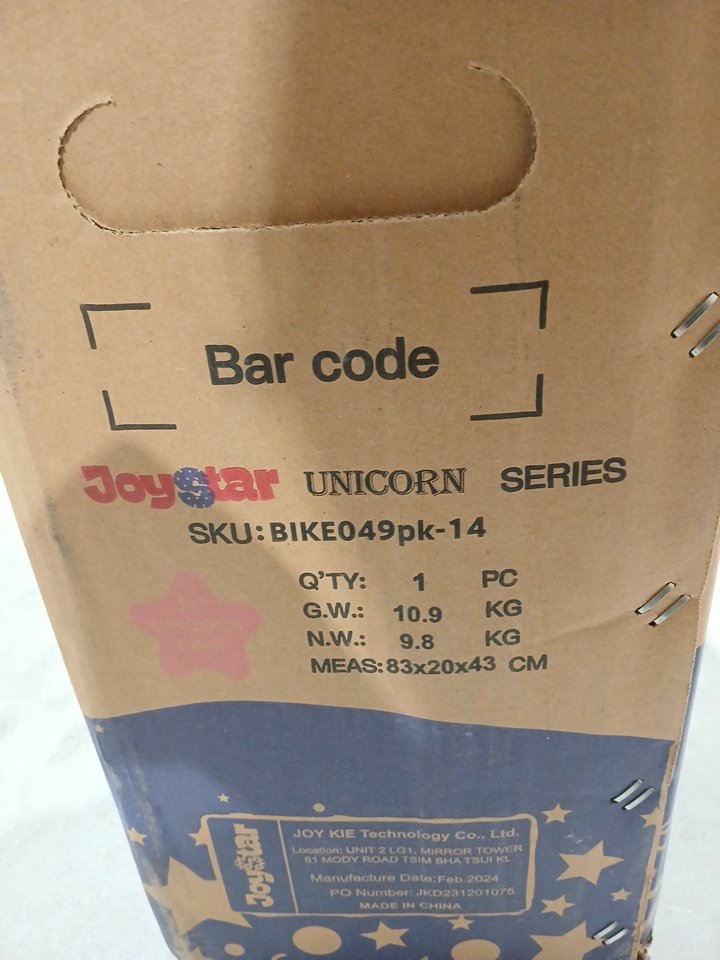 Bar code
Joystar UNICORN SERIES
SKU:BIKE049pk-14
Q'TY: 1 PC
G.W.: 10.9 KG
N.W.: 9.8 KG
MEAS:83x20x43 CM
Joystar
JOY KIE Technology Co., Ltd.
Location: UNIT 2 LG1, MIRROR TOWER
61 MODY ROAD TSIM SHA TSUI KL
Manufacture Date:Feb.2024
PO Number: JKD231201075
MADE IN CHINA